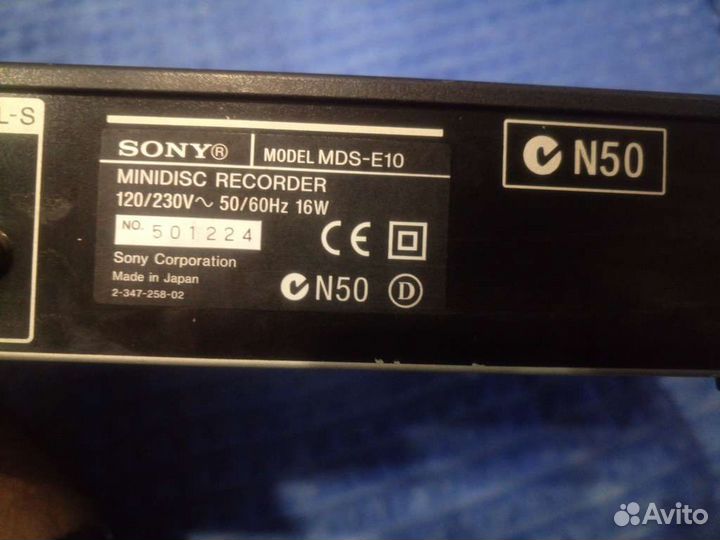 L-S
SONY®
MODEL MDS-E10
MINIDISC RECORDER
120/230V～ 50/60Hz 16W
NO. 501224
Sony Corporation
Made in Japan
2-347-258-02
CE
N50 D
N50
Avito